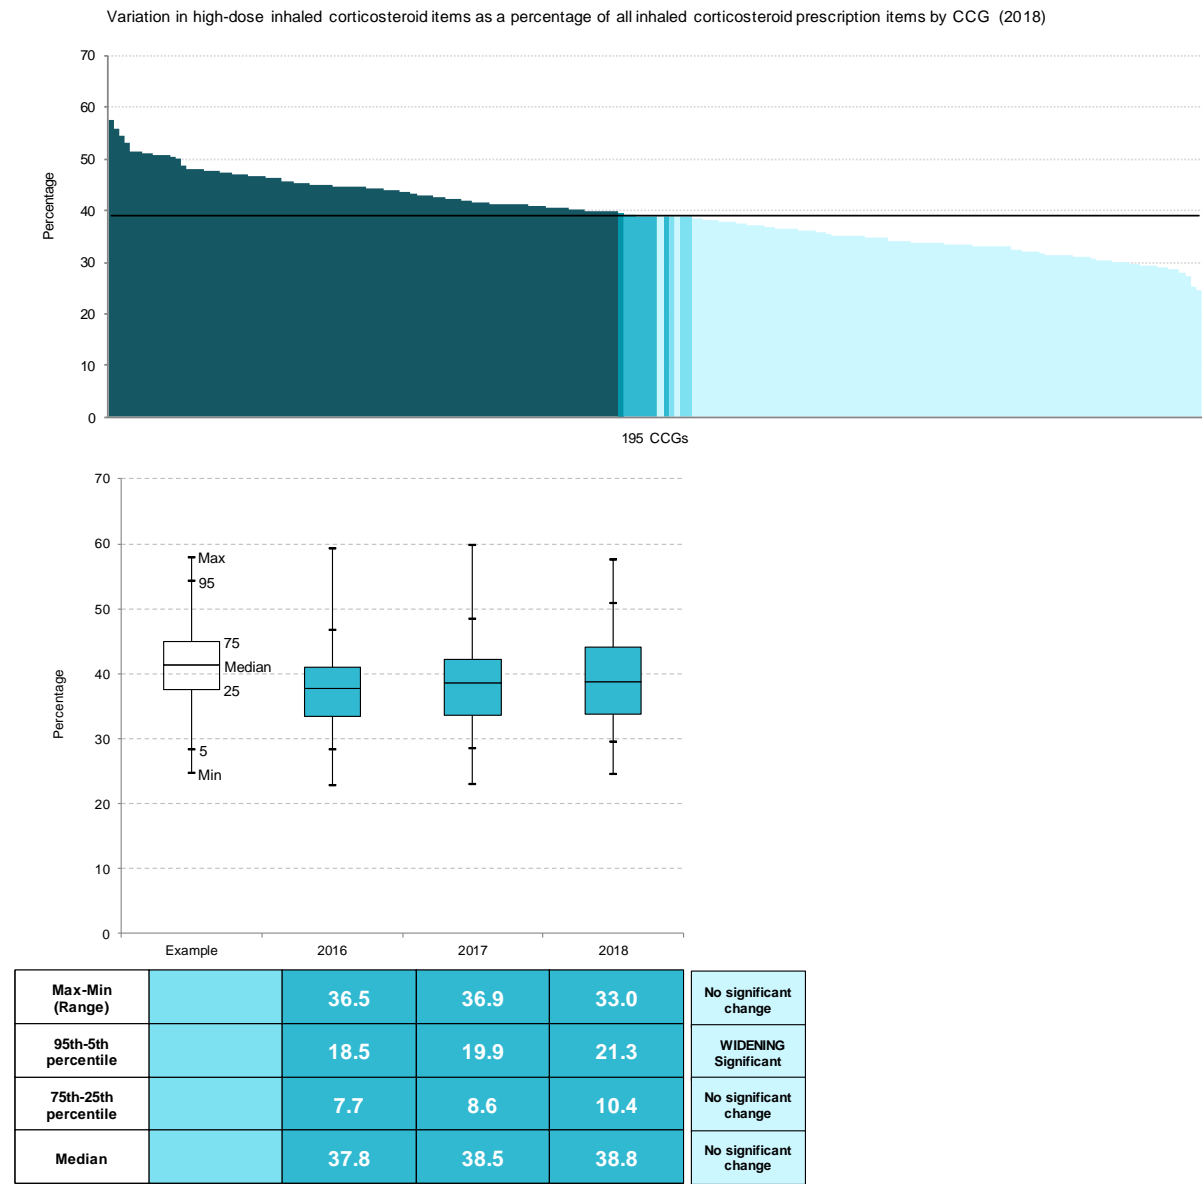 Variation in high-dose inhaled corticosteroid items as a percentage of all inhaled corticosteroid prescription items by CCG (2018)
70
60
50
40
30
20
10
0
Percentage
195 CCGs
70
60
50
40
30
20
10
0
Percentage
Max
95
75
Median
25
5
Min
Example 2016 2017 2018
Max-Min
(Range)
36.5 36.9 33.0
No significant
change
95th-5th
percentile
18.5 19.9 21.3
WIDENING
Significant
75th-25th
percentile
7.7 8.6 10.4
No significant
change
Median
37.8 38.5 38.8
No significant
change